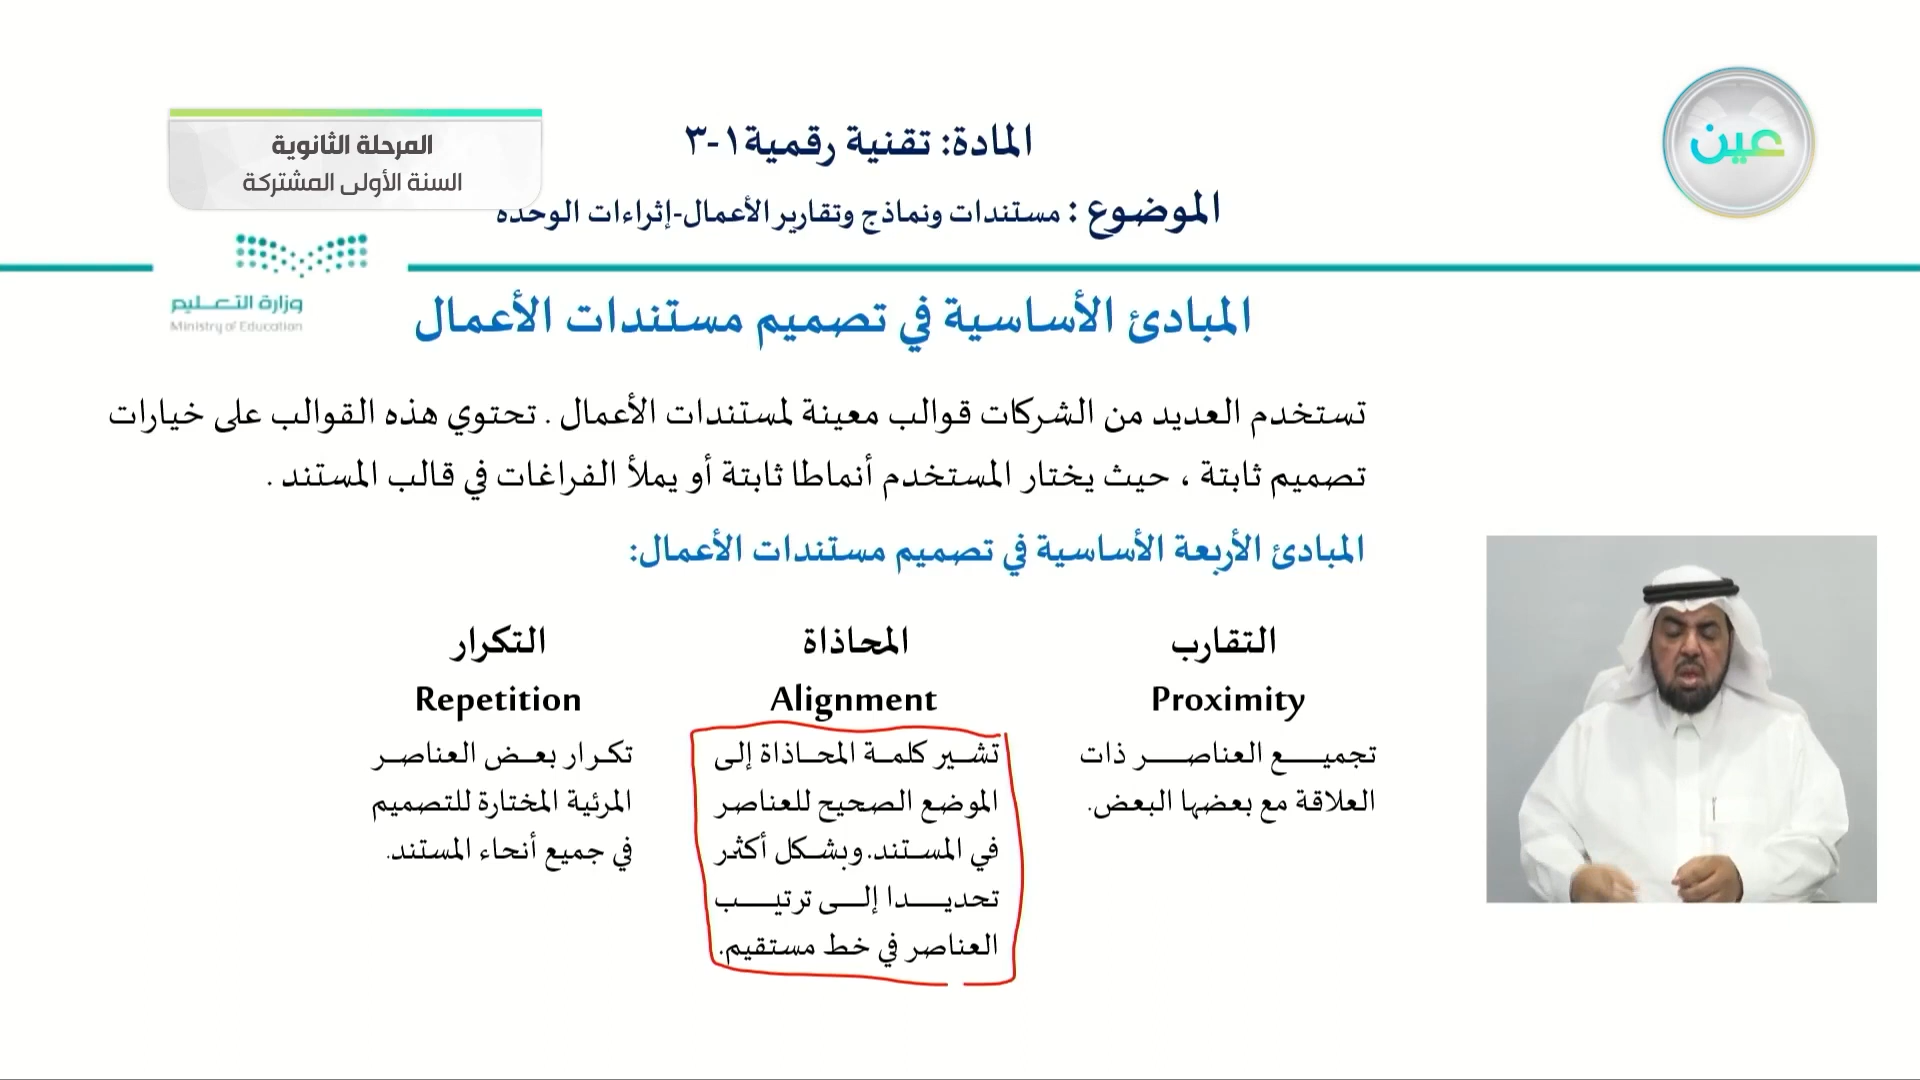 عين
المرحلة الثانوية
السنة الأولى المشتركة
المادة: تقنية رقمية١-٣
الموضوع : مستندات ونماذج وتقارير الأعمال-إثراءات الوحدة
وزارة التعليم
Ministry of Education
المبادئ الأساسية في تصميم مستندات الأعمال
تستخدم العديد من الشركات قوالب معينة لمستندات الأعمال . تحتوي هذه القوالب على خيارات
تصميم ثابتة ، حيث يختار المستخدم أنماطا ثابتة أو يملأ الفراغات في قالب المستند .
المبادئ الأربعة الأساسية في تصميم مستندات الأعمال:
التقارب
Proximity
تجميع العناصر ذات
العلاقة مع بعضها البعض.
المحاذاة
Alignment
تشير كلمة المحاذاة إلى
الموضع الصحيح للعناصر
في المستند. وبشكل أكثر
تحديدا إلى ترتيب
العناصر في خط مستقيم.
التكرار
Repetition
تكرار بعض العناصر
المرئية المختارة للتصميم
في جميع أنحاء المستند.